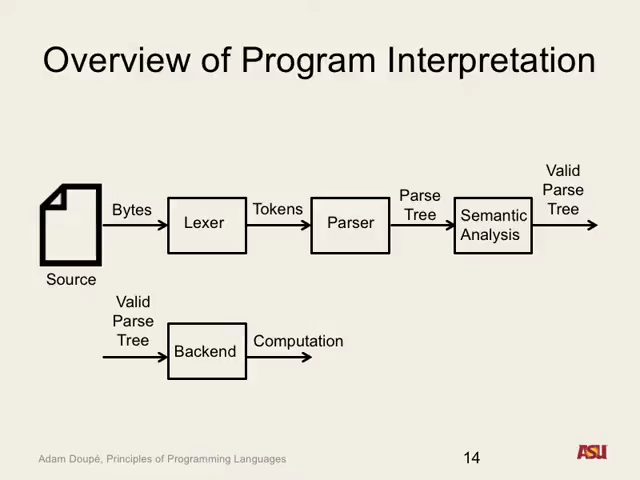 Overview of Program Interpretation
Bytes
Lexer
Tokens
Parser
Parse
Tree
Semantic
Analysis
Valid
Parse
Tree
Source
Valid
Parse
Tree
Backend
Computation
Adam Doupé, Principles of Programming Languages
14
ASU